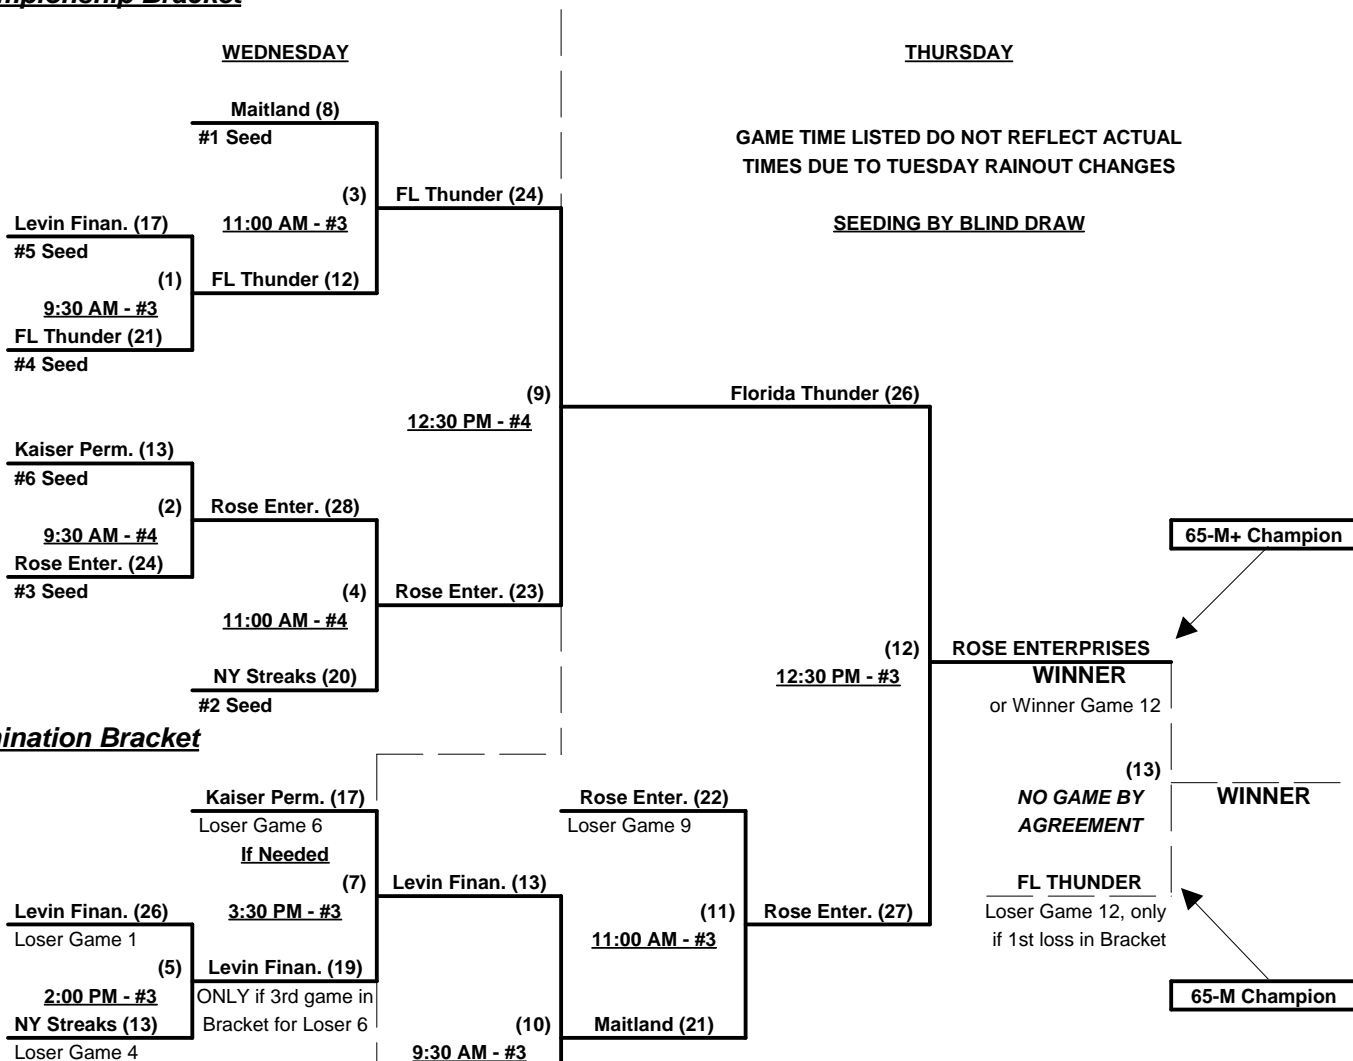 WEDNESDAY
THURSDAY
Maitland (8)
#1 Seed
GAME TIME LISTED DO NOT REFLECT ACTUAL
TIMES DUE TO TUESDAY RAINOUT CHANGES
(3)
FL Thunder (24)
11:00 AM - #3
SEEDING BY BLIND DRAW
Levin Finan. (17)
#5 Seed
(1)
FL Thunder (12)
9:30 AM - #3
FL Thunder (21)
#4 Seed
(9)
Florida Thunder (26)
12:30 PM - #4
Kaiser Perm. (13)
#6 Seed
(2)
Rose Enter. (28)
9:30 AM - #4
Rose Enter. (24)
#3 Seed
65-M+ Champion
(4)
Rose Enter. (23)
11:00 AM - #4
(12)
ROSE ENTERPRISES
12:30 PM - #3
WINNER
or Winner Game 12
NY Streaks (20)
#2 Seed
Bracket
(13)
NO GAME BY
AGREEMENT
WINNER
Kaiser Perm. (17)
Loser Game 6
If Needed
Rose Enter. (22)
Loser Game 9
(7)
Levin Finan. (13)
3:30 PM - #3
FL THUNDER
Loser Game 12, only
if 1st loss in Bracket
Levin Finan. (26)
Loser Game 1
(11)
Rose Enter. (27)
11:00 AM - #3
(5)
Levin Finan. (19)
2:00 PM - #3
ONLY if 3rd game in
Bracket for Loser 6
65-M Champion
NY Streaks (13)
Loser Game 4
(10)
Maitland (21)
9:30 AM - #3